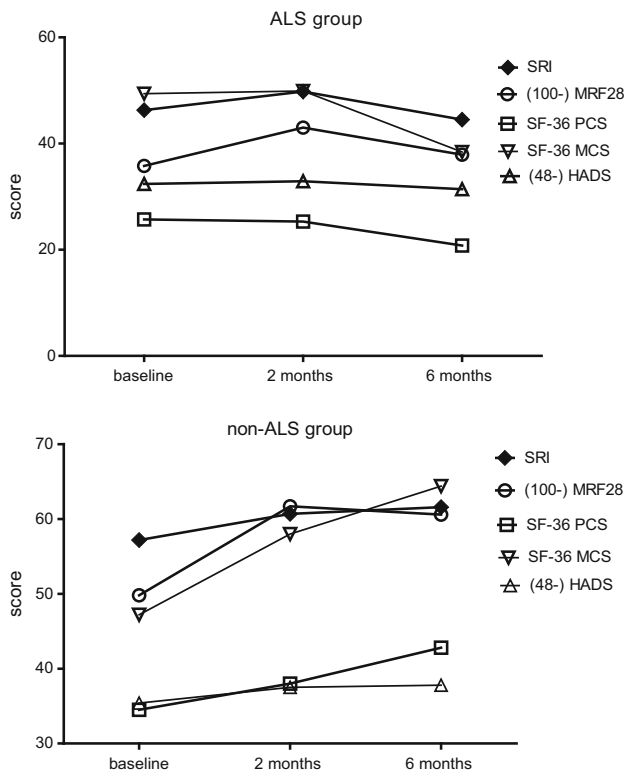 ALS group
60
40
20
0
score
baseline 2 months 6 months
SRI
(100-) MRF28
SF-36 PCS
SF-36 MCS
(48-) HADS
non-ALS group
70
60
50
40
30
score
baseline 2 months 6 months
SRI
(100-) MRF28
SF-36 PCS
SF-36 MCS
(48-) HADS